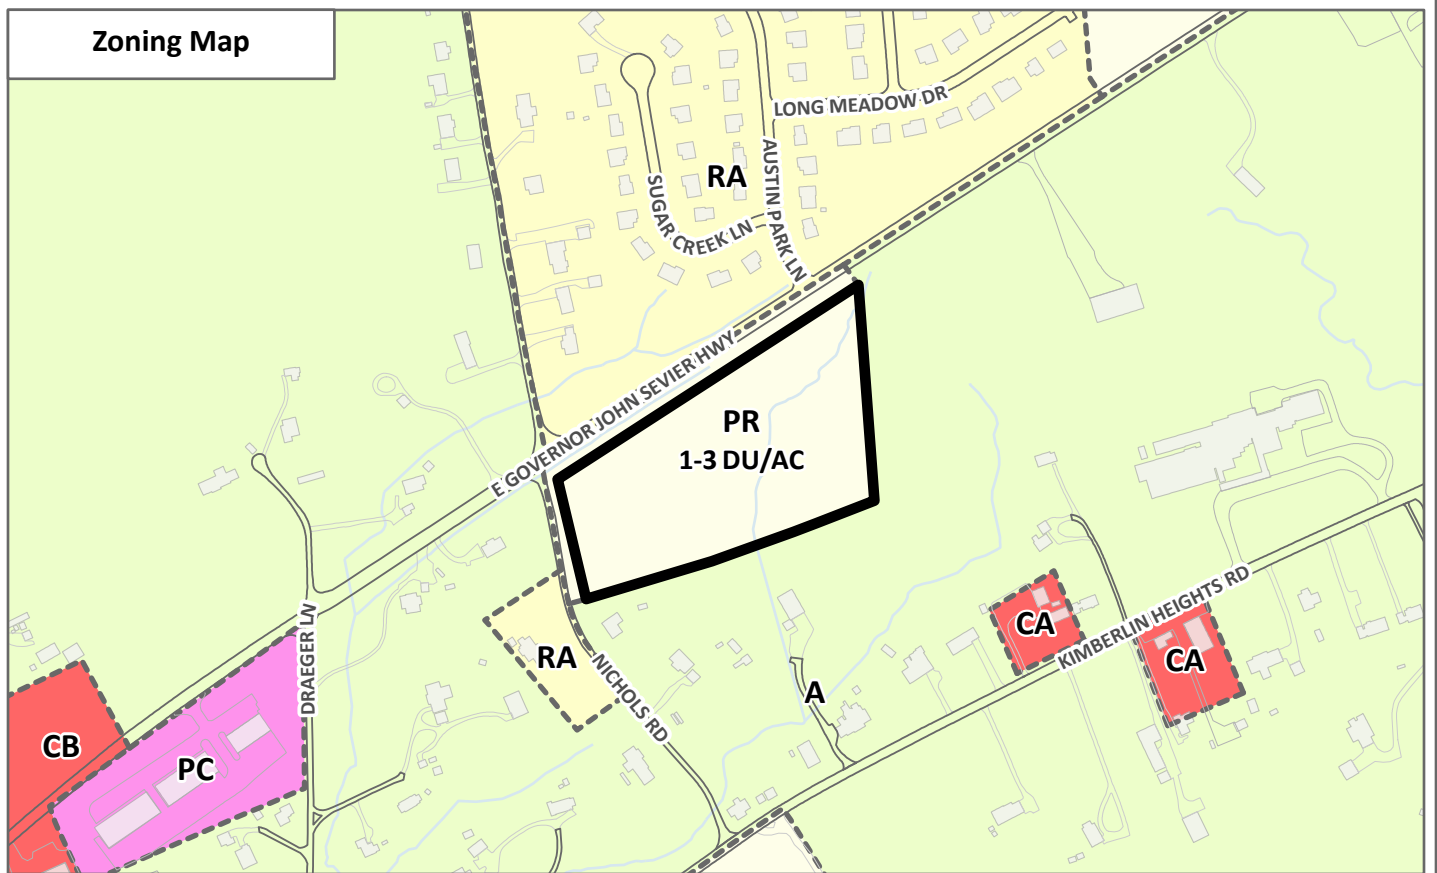 Zoning Map
LONG MEADOW DR
AUSTIN PARK LN
RA
SUGAR CREEK LN
E GOVERNOR JOHN SEVIER HWY
PR
1-3 DU/AC
KIMBERLIN HEIGHTS RD
CA
CA
RA
NICHOLS RD
A
DRAEGER LN
CB
PC